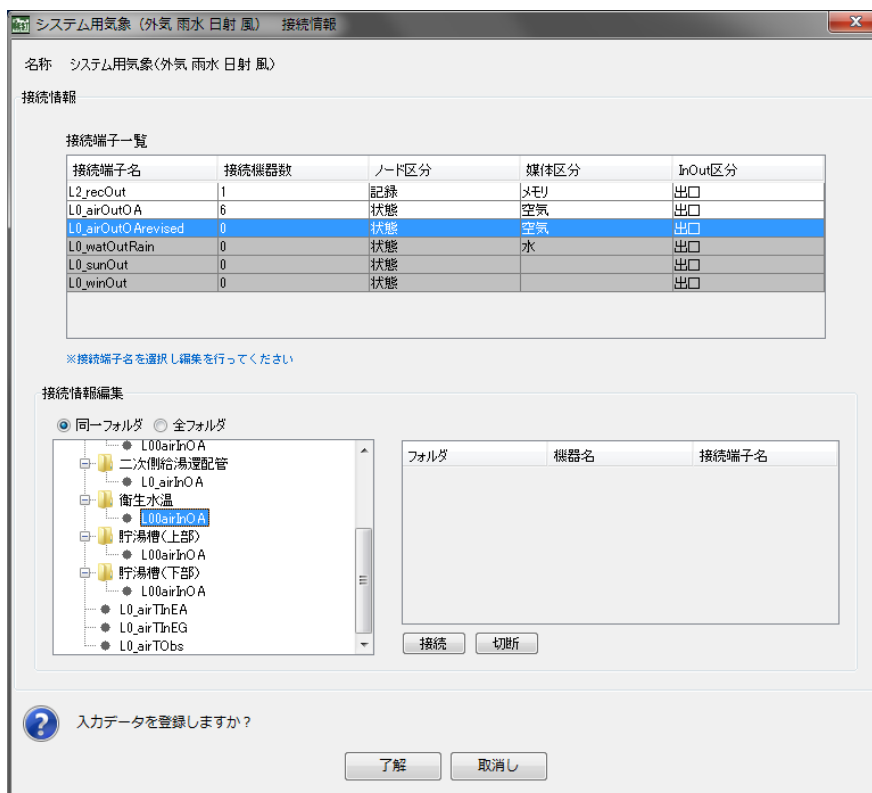 システム用気象（外気 雨水 日射 風） 接続情報
名称 システム用気象(外気 雨水 日射 風)
接続情報
接続端子一覧
接続端子名 接続機器数 ノード区分 媒体区分 InOut区分
L2_recOut 1 記録 メモリ 出口
L0_airOutOA 6 状態 空気 出口
L0_airOutOArevised 0 状態 空気 出口
L0_watOutRain 0 状態 水 出口
L0_sunOut 0 状態 出口
L0_winOut 0 状態 出口
※接続端子名を選択し編集を行ってください
接続情報編集
同一フォルダ 全フォルダ
L00airInOA
二次側給湯還配管
L0_airInOA
衛生水温
L00airInOA
貯湯槽(上部)
L00airInOA
貯湯槽(下部)
L00airInOA
L0_airTInEA
L0_airTInEG
L0_airTObs
フォルダ 機器名 接続端子名
接続 切断
入力データを登録しますか？
了解 取消し